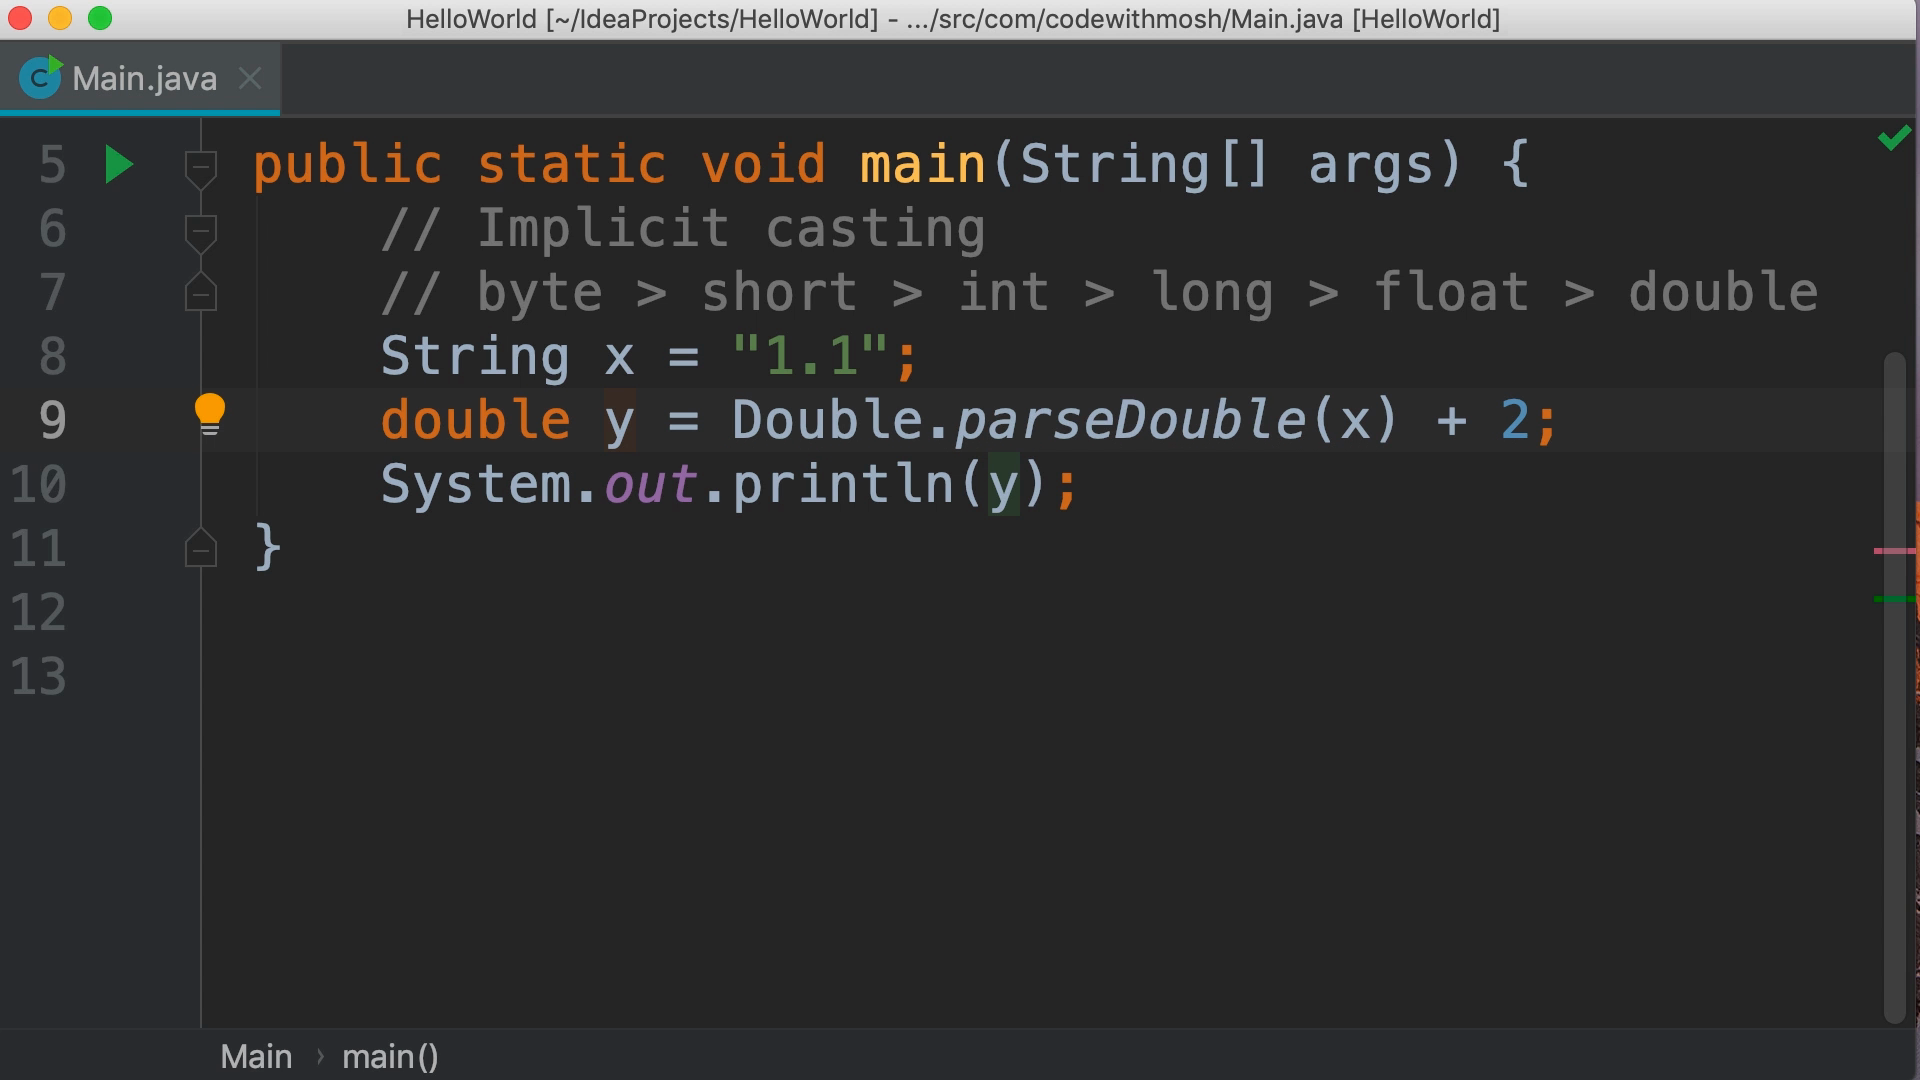 HelloWorld [~/IdeaProjects/HelloWorld] - .../src/com/codewithmosh/Main.java [HelloWorld]
C Main.java
5 public static void main(String[] args) {
6 // Implicit casting
7 // byte > short > int > long > float > double
8 String x = "1.1";
9 double y = Double.parseDouble(x) + 2;
10 System.out.println(y);
11 }
12
13
Main › main()